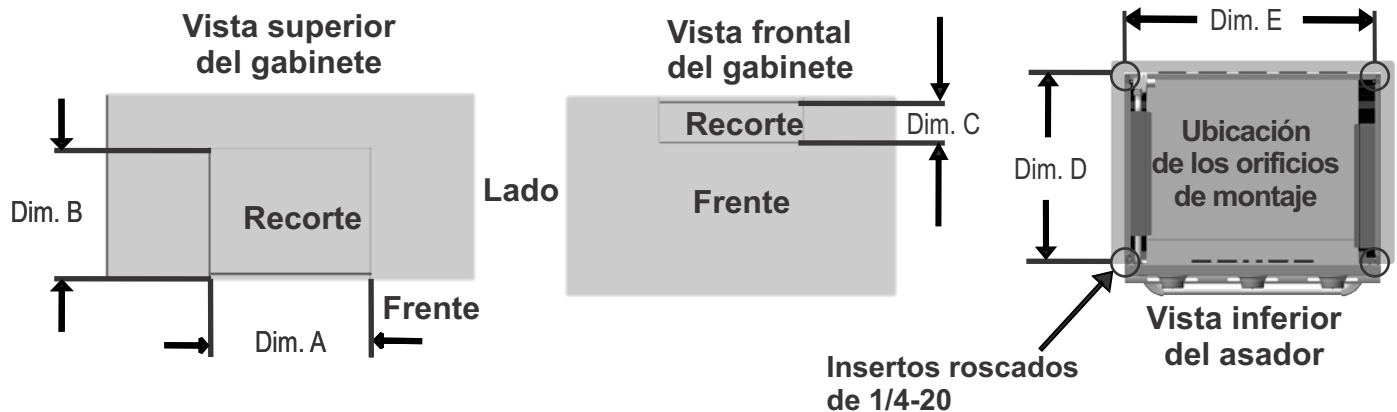 Vista superior
del gabinete
Dim. B
Recorte
Dim. A
Frente
Lado
Vista frontal
del gabinete
Recorte
Dim. C
Frente
Dim. E
Dim. D
Ubicación
de los orificios
de montaje
Vista inferior
del asador
Insertos roscados
de 1/4-20